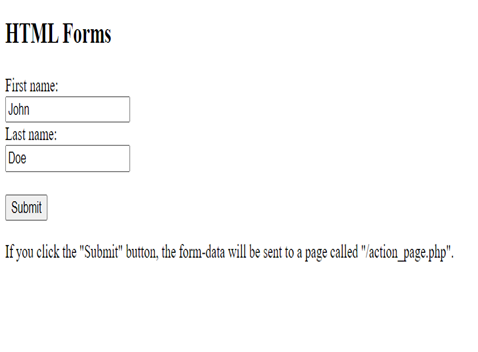 HTML Forms
First name:
John
Last name:
Doe
Submit
If you click the "Submit" button, the form-data will be sent to a page called "/action_page.php".